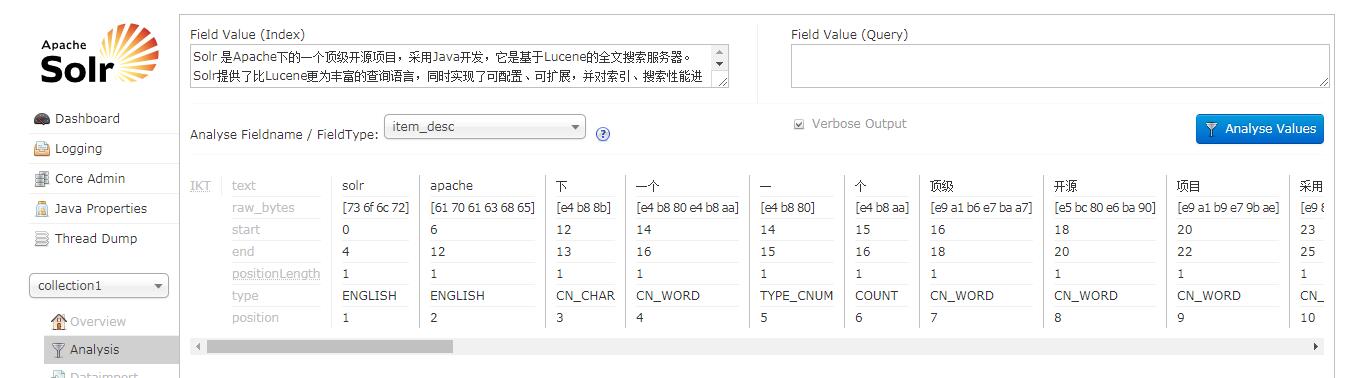 Apache
Solr
Dashboard
Logging
Core Admin
Java Properties
Thread Dump
collection1
Overview
Analysis
Dataimport
Field Value (Index)
Solr 是Apache下的一个顶级开源项目，采用Java开发，它是基于Lucene的全文搜索服务器。
Solr提供了比Lucene更为丰富的查询语言，同时实现了可配置、可扩展，并对索引、搜索性能进
Field Value (Query)
Analyse Fieldname / FieldType: item_desc ?
Verbose Output
Analyse Values
IKT text solr apache 下 一个 一 个 顶级 开源 项目 采用
raw_bytes [73 6f 6c 72] [61 70 61 63 68 65] [e4 b8 8b] [e4 b8 80 e4 b8 aa] [e4 b8 80] [e4 b8 aa] [e9 a1 b6 e7 ba a7] [e5 bc 80 e6 ba 90] [e9 a1 b9 e7 9b ae] [e9 8
start 0 6 12 14 14 15 16 18 20 23
end 4 12 13 16 15 16 18 20 22 25
positionLength 1 1 1 1 1 1 1 1 1 1
type ENGLISH ENGLISH CN_CHAR CN_WORD TYPE_CNUM COUNT CN_WORD CN_WORD CN_WORD CN_
position 1 2 3 4 5 6 7 8 9 10